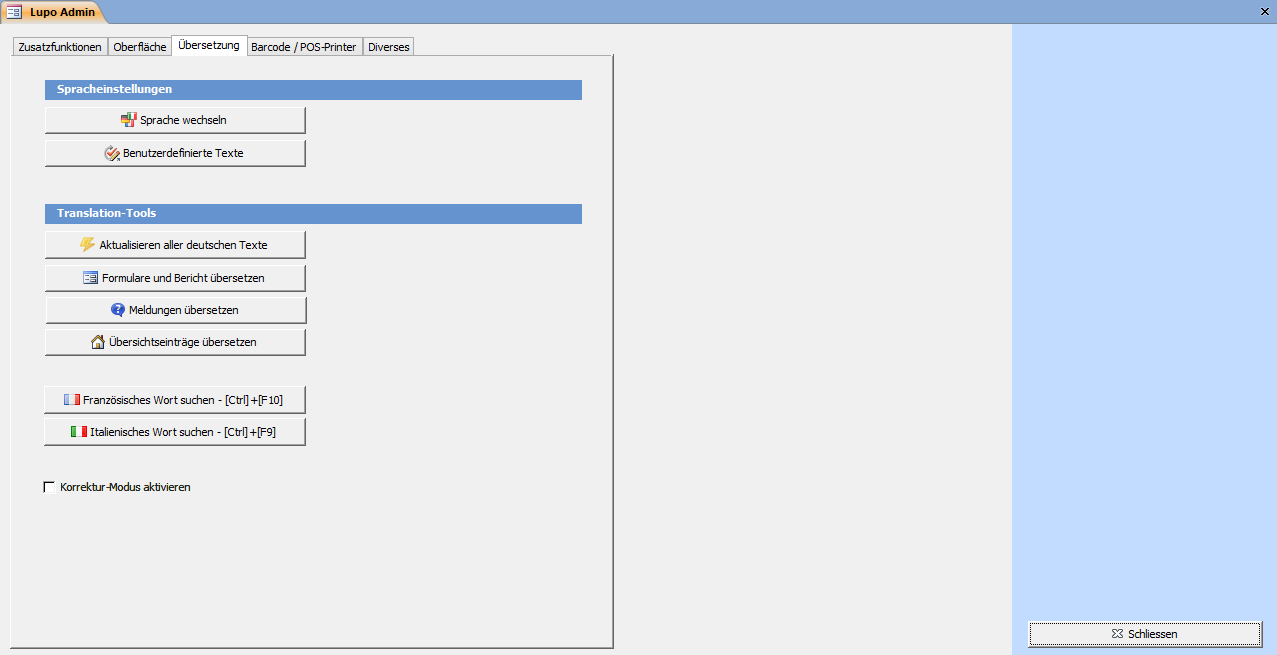 Lupo Admin
Zusatzfunktionen Oberfläche Übersetzung Barcode / POS-Printer Diverses
Spracheinstellungen
Sprache wechseln
Benutzerdefinierte Texte
Translation-Tools
Aktualisieren aller deutschen Texte
Formulare und Bericht übersetzen
Meldungen übersetzen
Übersichtseinträge übersetzen
Französisches Wort suchen - [Ctrl]+[F10]
Italienisches Wort suchen - [Ctrl]+[F9]
Korrektur-Modus aktivieren
Schliessen